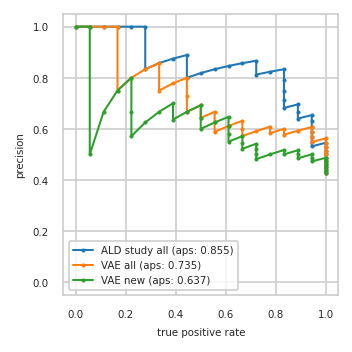 1.0
0.8
0.6
0.4
0.2
0.0
precision
ALD study all (aps: 0.855)
VAE all (aps: 0.735)
VAE new (aps: 0.637)
0.0 0.2 0.4 0.6 0.8 1.0
true positive rate